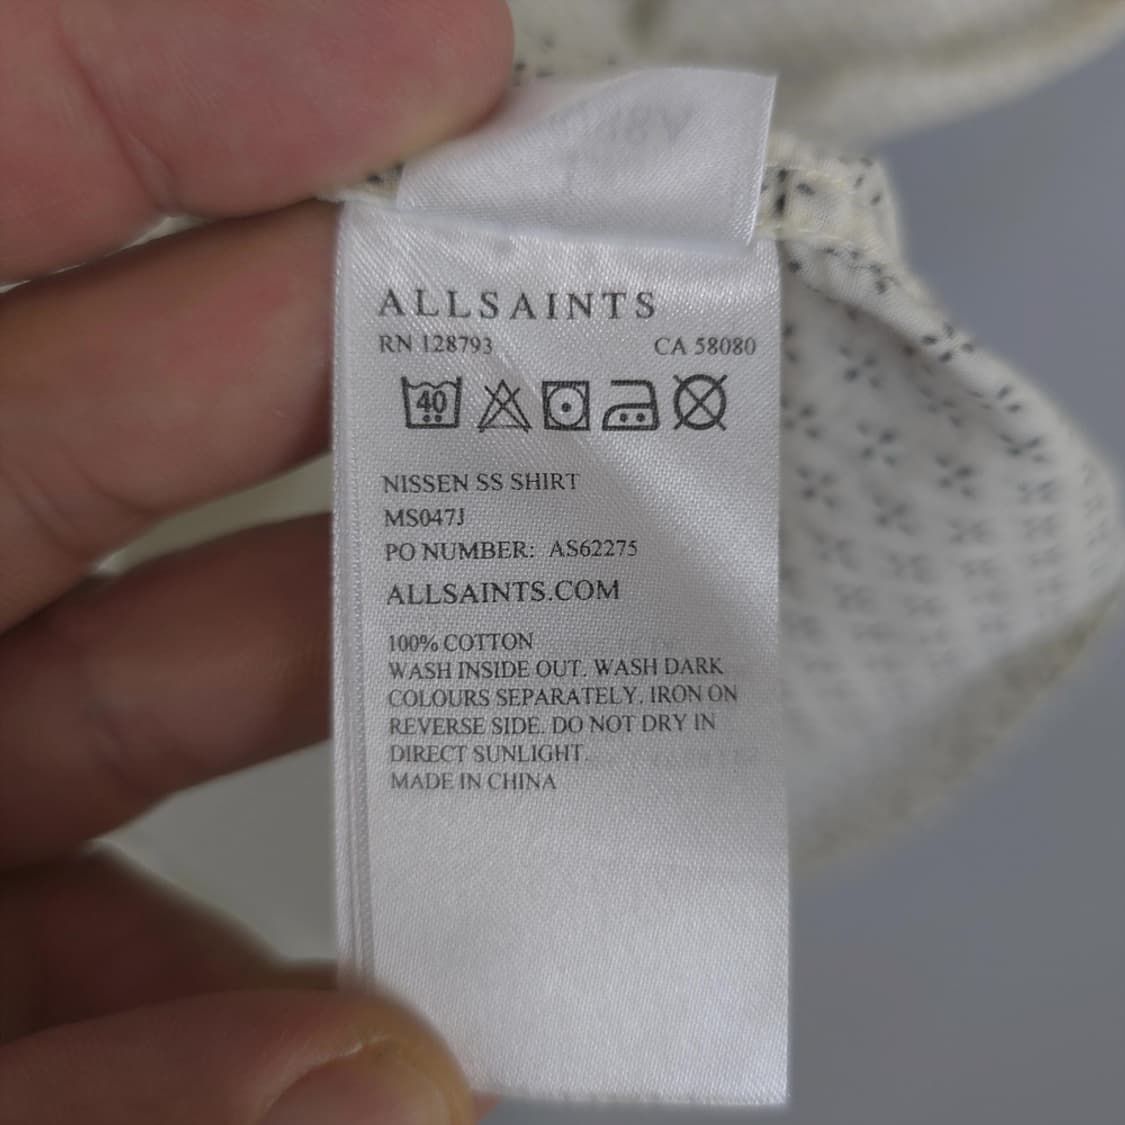 ALLSAINTS
RN 128793 CA 58080
40
NISSEN SS SHIRT
MS047J
PO NUMBER: AS62275
ALLSAINTS.COM
100% COTTON
WASH INSIDE OUT. WASH DARK
COLOURS SEPARATELY. IRON ON
REVERSE SIDE. DO NOT DRY IN
DIRECT SUNLIGHT.
MADE IN CHINA